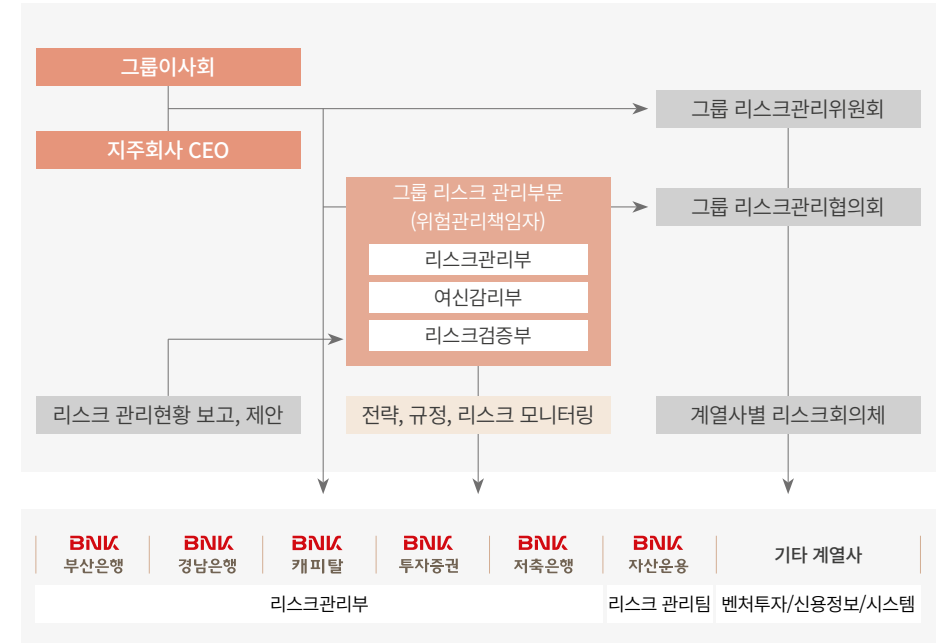 그룹이사회
지주회사 CEO
그룹 리스크관리위원회
그룹 리스크 관리부문
(위험관리책임자)
리스크관리부
여신감리부
리스크검증부
그룹 리스크관리협의회
리스크 관리현황 보고, 제안
전략, 규정, 리스크 모니터링
계열사별 리스크회의체
BNK 부산은행
BNK 경남은행
BNK 캐피탈
BNK 투자증권
BNK 저축은행
BNK 자산운용
기타 계열사
리스크관리부
리스크 관리팀
벤처투자/신용정보/시스템